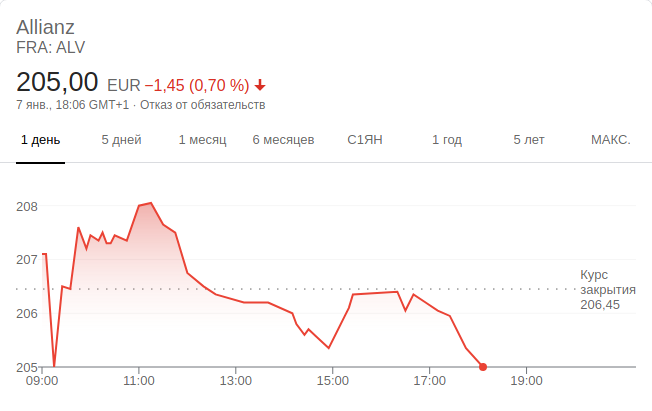 Allianz
FRA: ALV
205,00 EUR −1,45 (0,70 %)
7 янв., 18:06 GMT+1 · Отказ от обязательств
1 день 5 дней 1 месяц 6 месяцев С1ЯН 1 год 5 лет МАКС.
208
207
206
205
Курс
закрытия
206,45
09:00 11:00 13:00 15:00 17:00 19:00